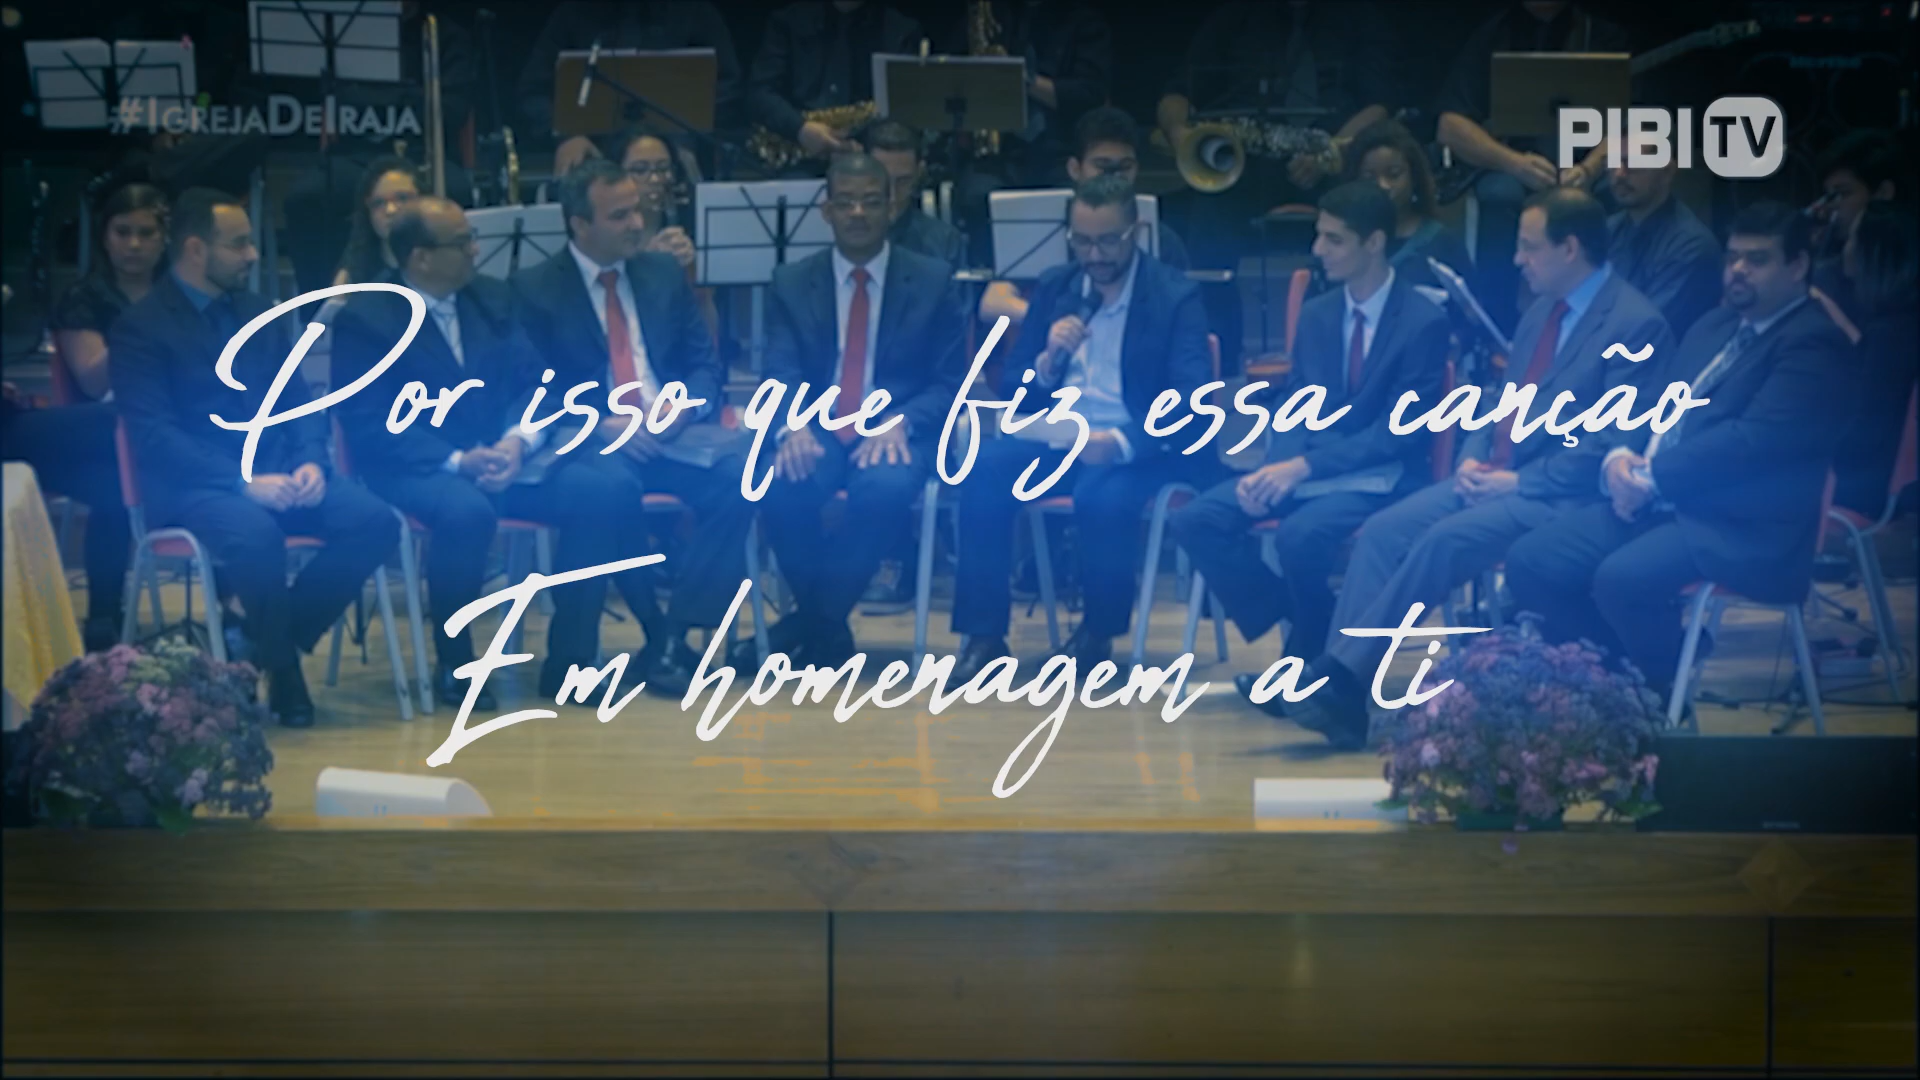 #IGREJADEIRAJA
PIBI TV
Por isso que fiz essa canção
Em homenagem a ti